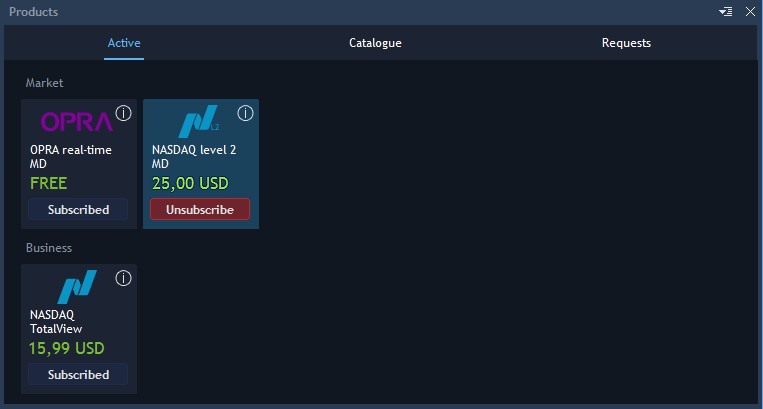 Products
Active Catalogue Requests
Market
OPRA
OPRA real-time
MD
FREE
Subscribed
L2
NASDAQ level 2
MD
25,00 USD
Unsubscribe
Business
NASDAQ
TotalView
15,99 USD
Subscribed